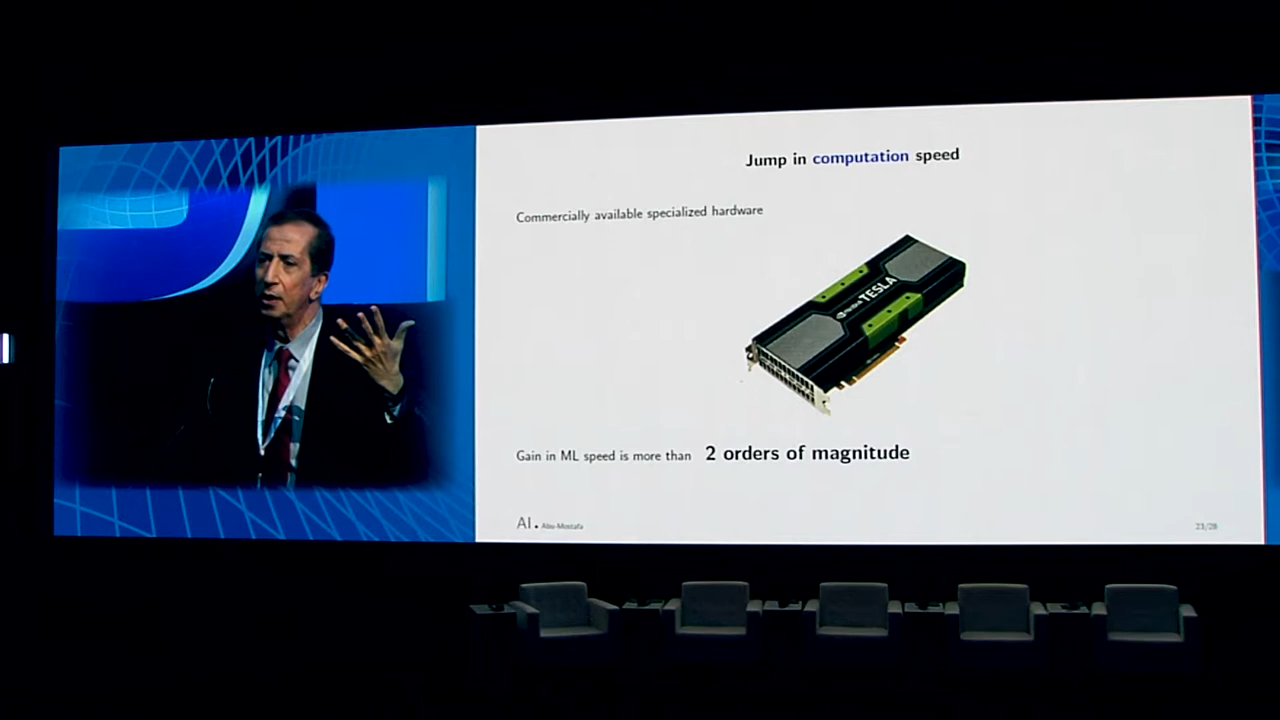 Jump in computation speed
Commercially available specialized hardware
NVIDIA TESLA
Gain in ML speed is more than 2 orders of magnitude
AI. Abu-Mostafa
23/28